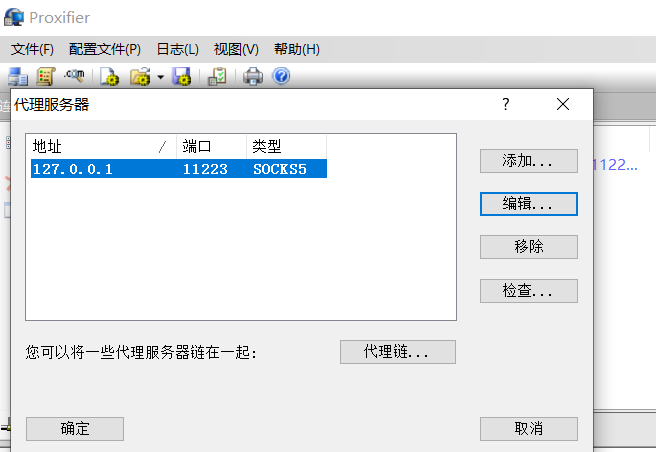 Proxifier
文件(F) 配置文件(P) 日志(L) 视图(V) 帮助(H)
代理服务器 ?
地址 / 端口 类型
127.0.0.1 11223 SOCKS5
添加...
1122...
编辑...
移除
检查...
您可以将一些代理服务器链在一起:
代理链...
确定
取消